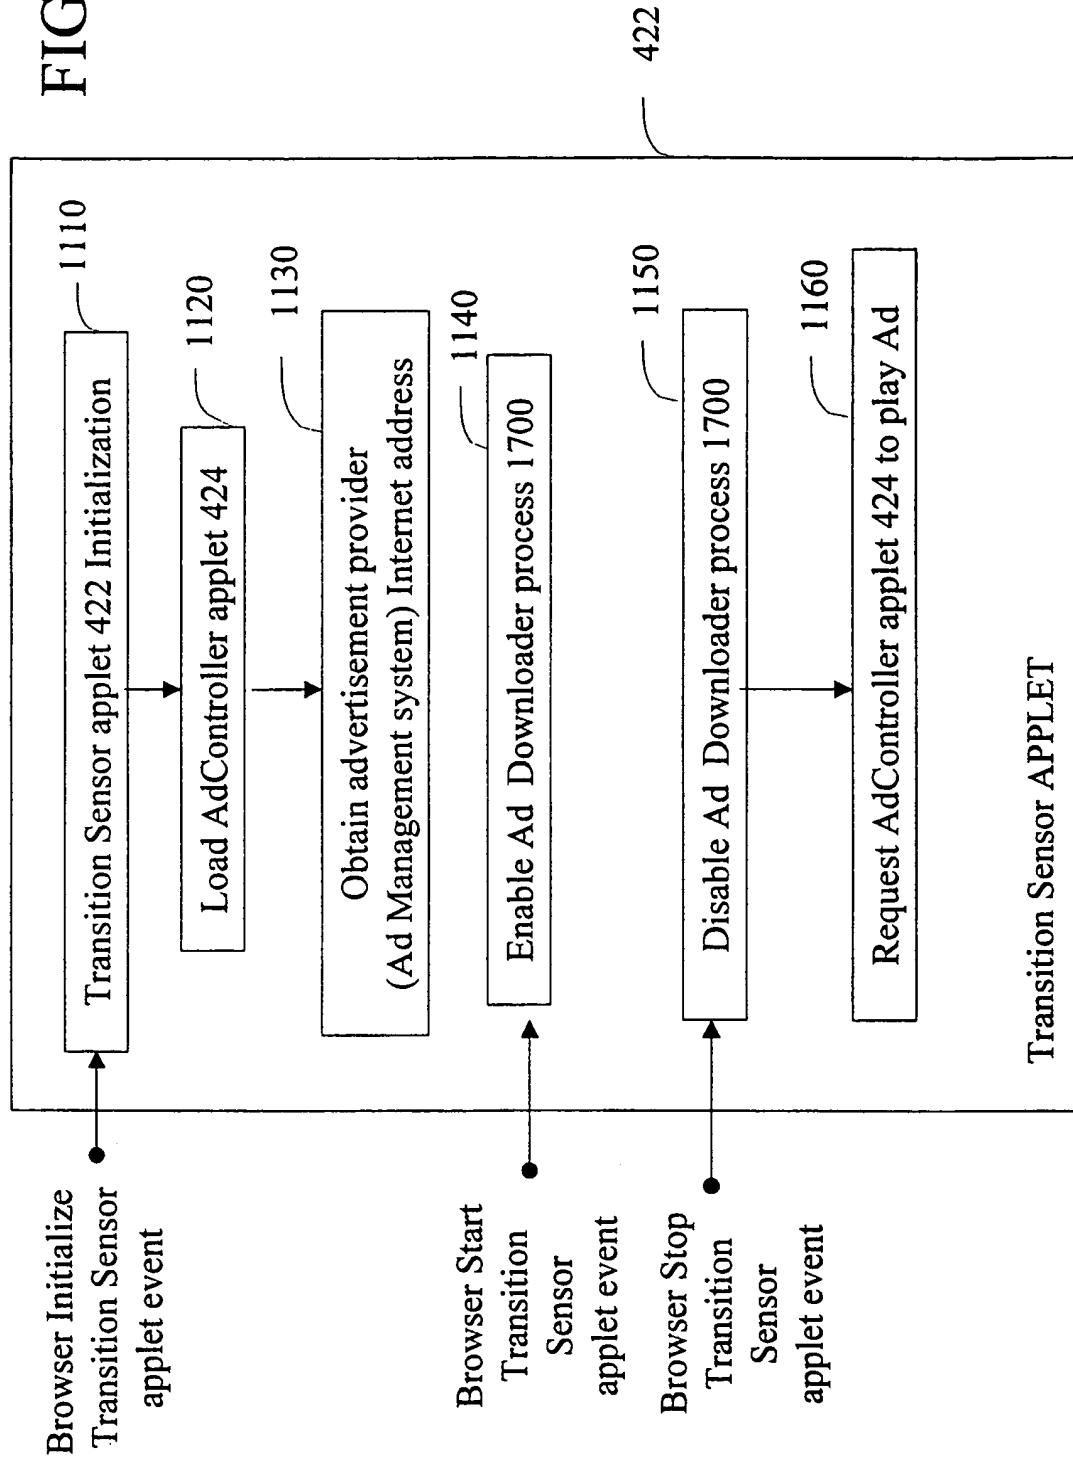 FIG
422
Browser Initialize
Transition Sensor
applet event
Transition Sensor applet 422 Initialization
1110
Load AdController applet 424
1120
Obtain advertisement provider
(Ad Management system) Internet address
1130
Browser Start
Transition
Sensor
applet event
Enable Ad Downloader process 1700
1140
Browser Stop
Transition
Sensor
applet event
Disable Ad Downloader process 1700
1150
Request AdController applet 424 to play Ad
1160
Transition Sensor APPLET